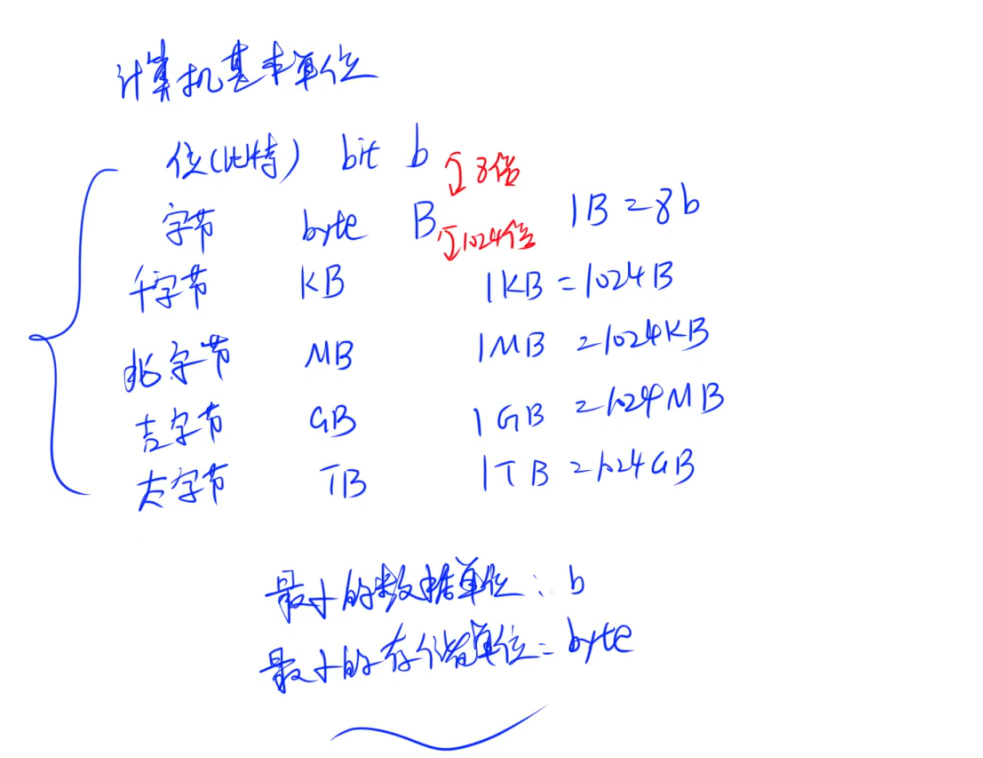 计算机基本单位
位(比特) bit b 8倍
字节 byte B 1024倍 1B=8b
千字节 KB 1KB=1024B
兆字节 MB 1MB=1024KB
吉字节 GB 1GB=1024MB
太字节 TB 1TB=1024GB
最小的数据单位: b
最小的存储单位: byte